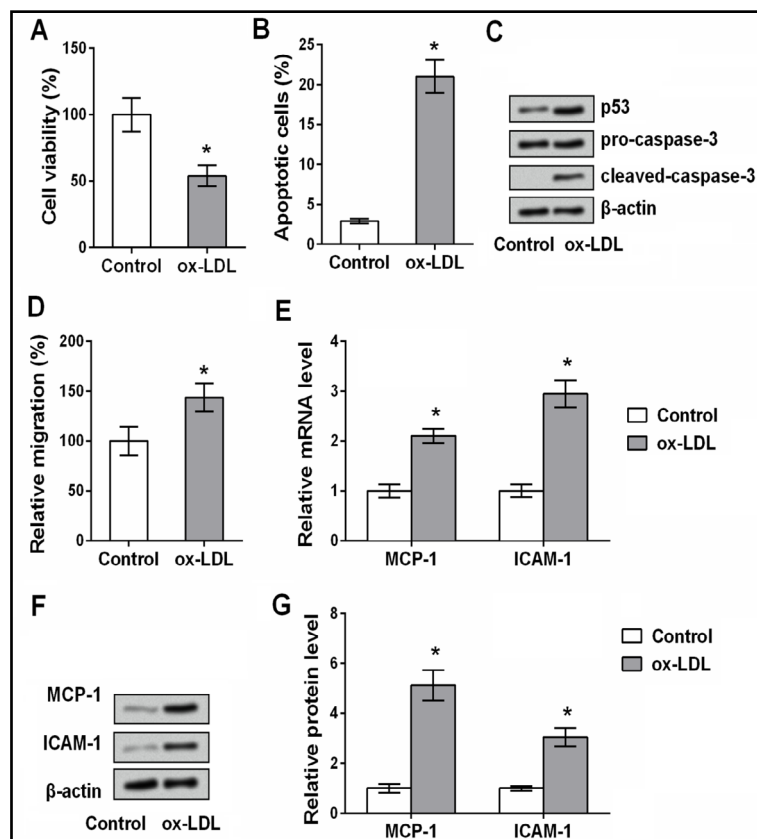 A
Cell viability (%)
150
100
50
0
*
Control
ox-LDL
B
Apoptotic cells (%)
25
20
15
10
5
0
*
Control
ox-LDL
C
p53
pro-caspase-3
cleaved-caspase-3
β-actin
Control ox-LDL
D
Relative migration (%)
200
150
100
50
0
*
Control
ox-LDL
E
Relative mRNA level
4
3
2
1
0
*
*
MCP-1
ICAM-1
Control
ox-LDL
F
MCP-1
ICAM-1
β-actin
Control ox-LDL
G
Relative protein level
8
6
4
2
0
*
*
MCP-1
ICAM-1
Control
ox-LDL